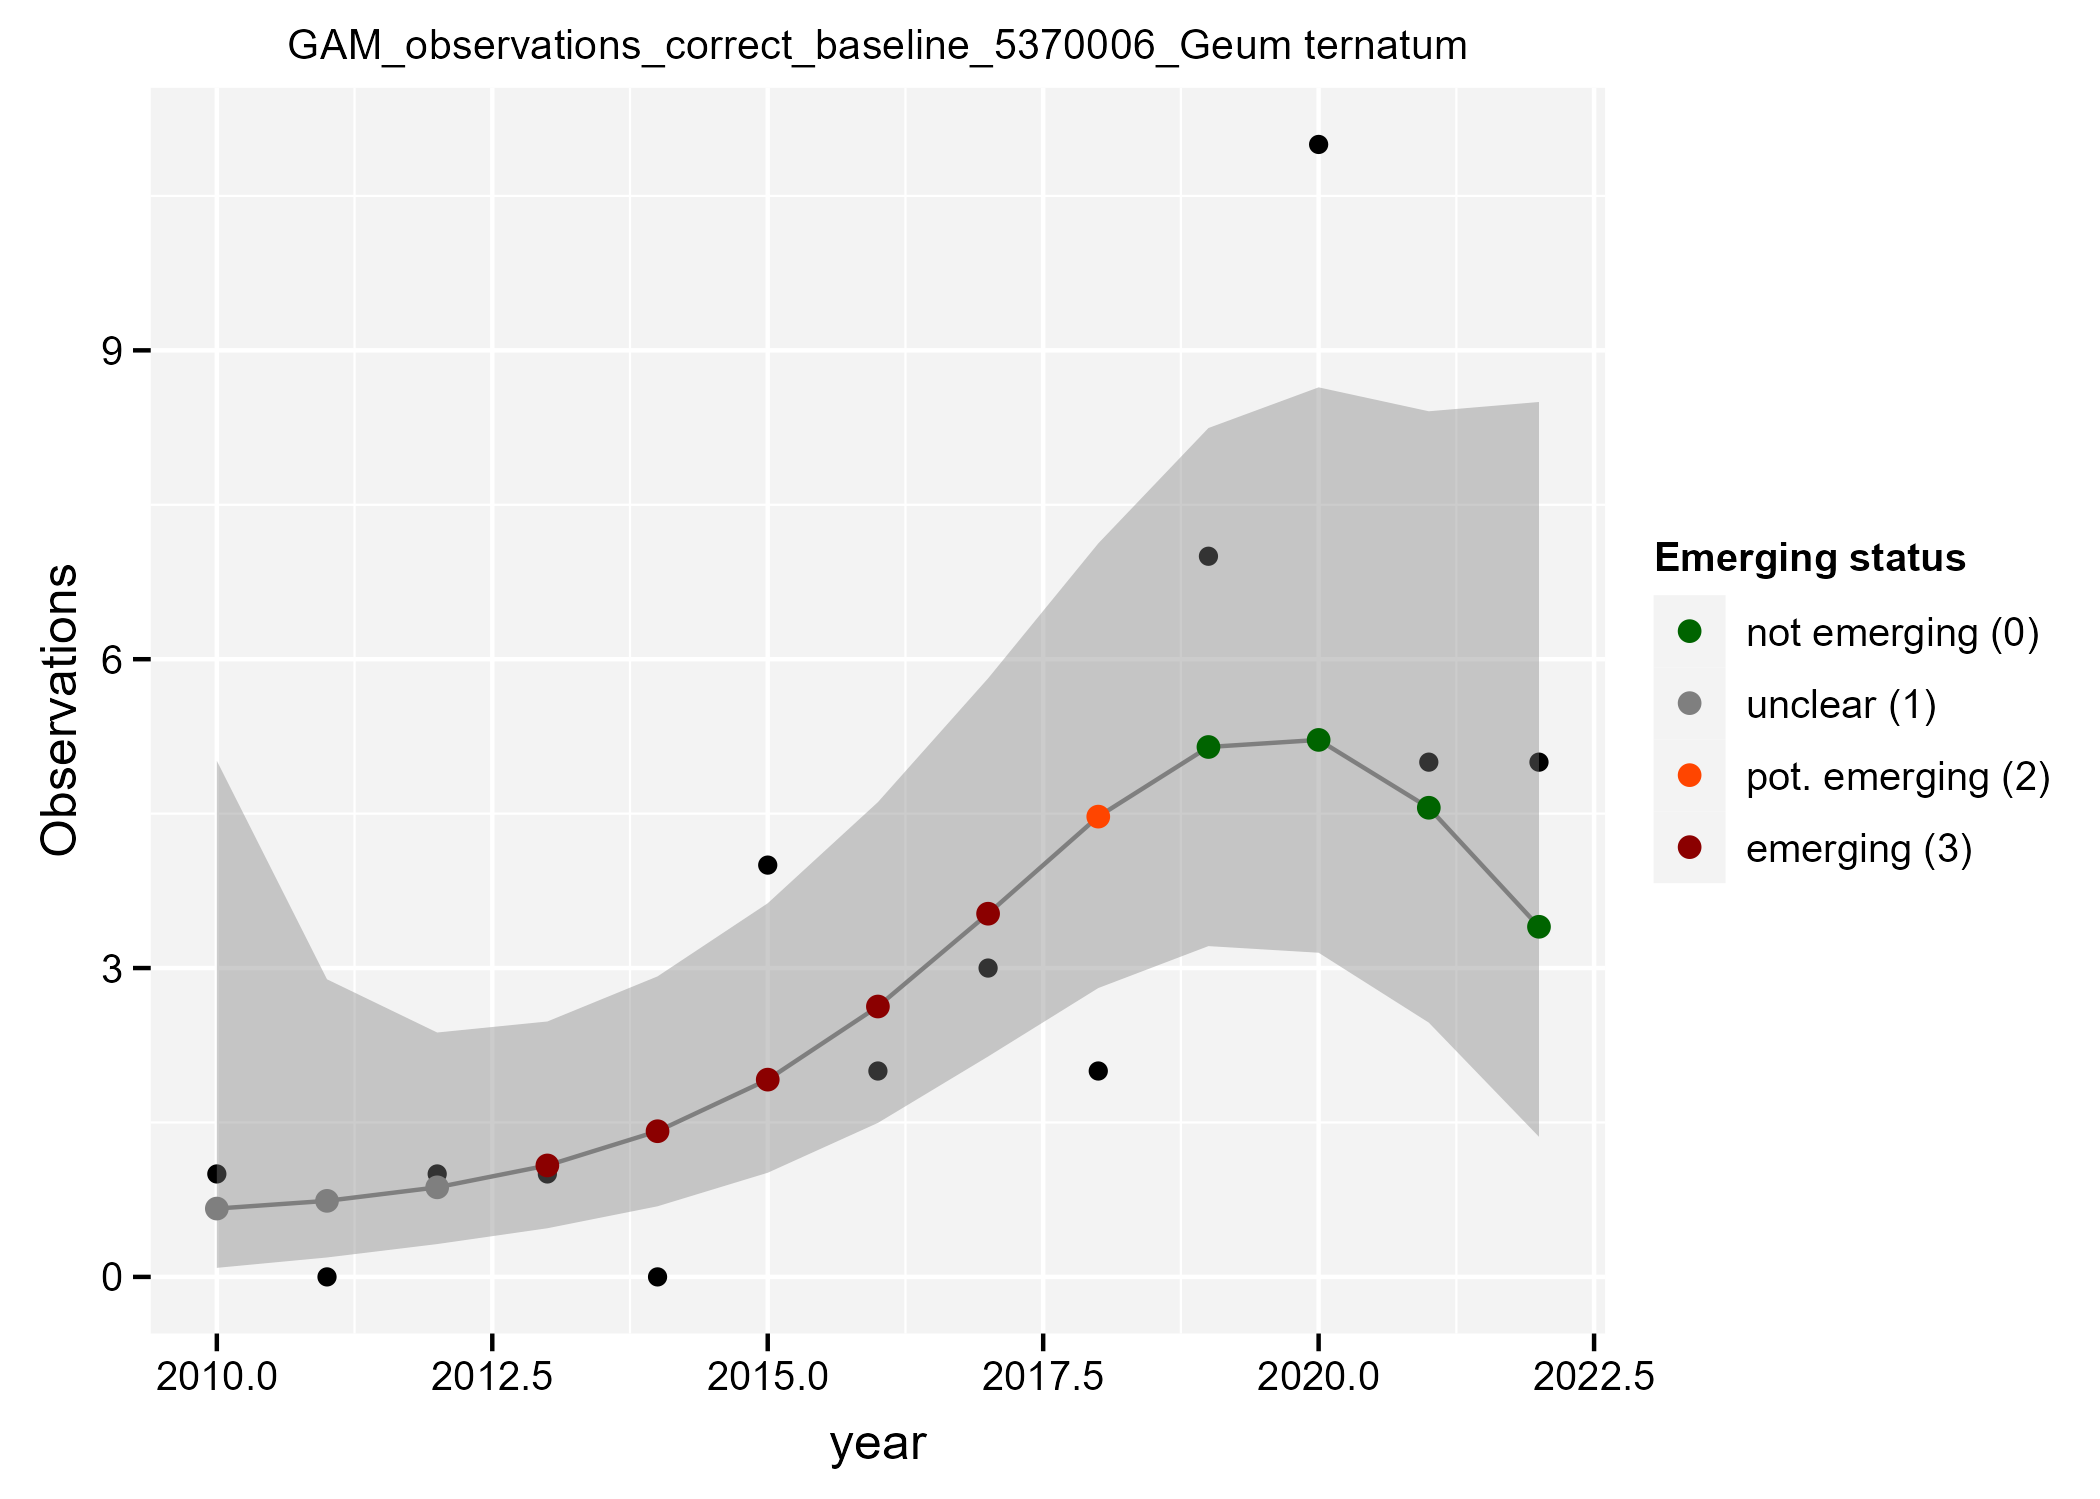 GAM_observations_correct_baseline_5370006_Geum ternatum
Observations
9
6
3
0
2010.0 2012.5 2015.0 2017.5 2020.0 2022.5
year
Emerging status
not emerging (0)
unclear (1)
pot. emerging (2)
emerging (3)